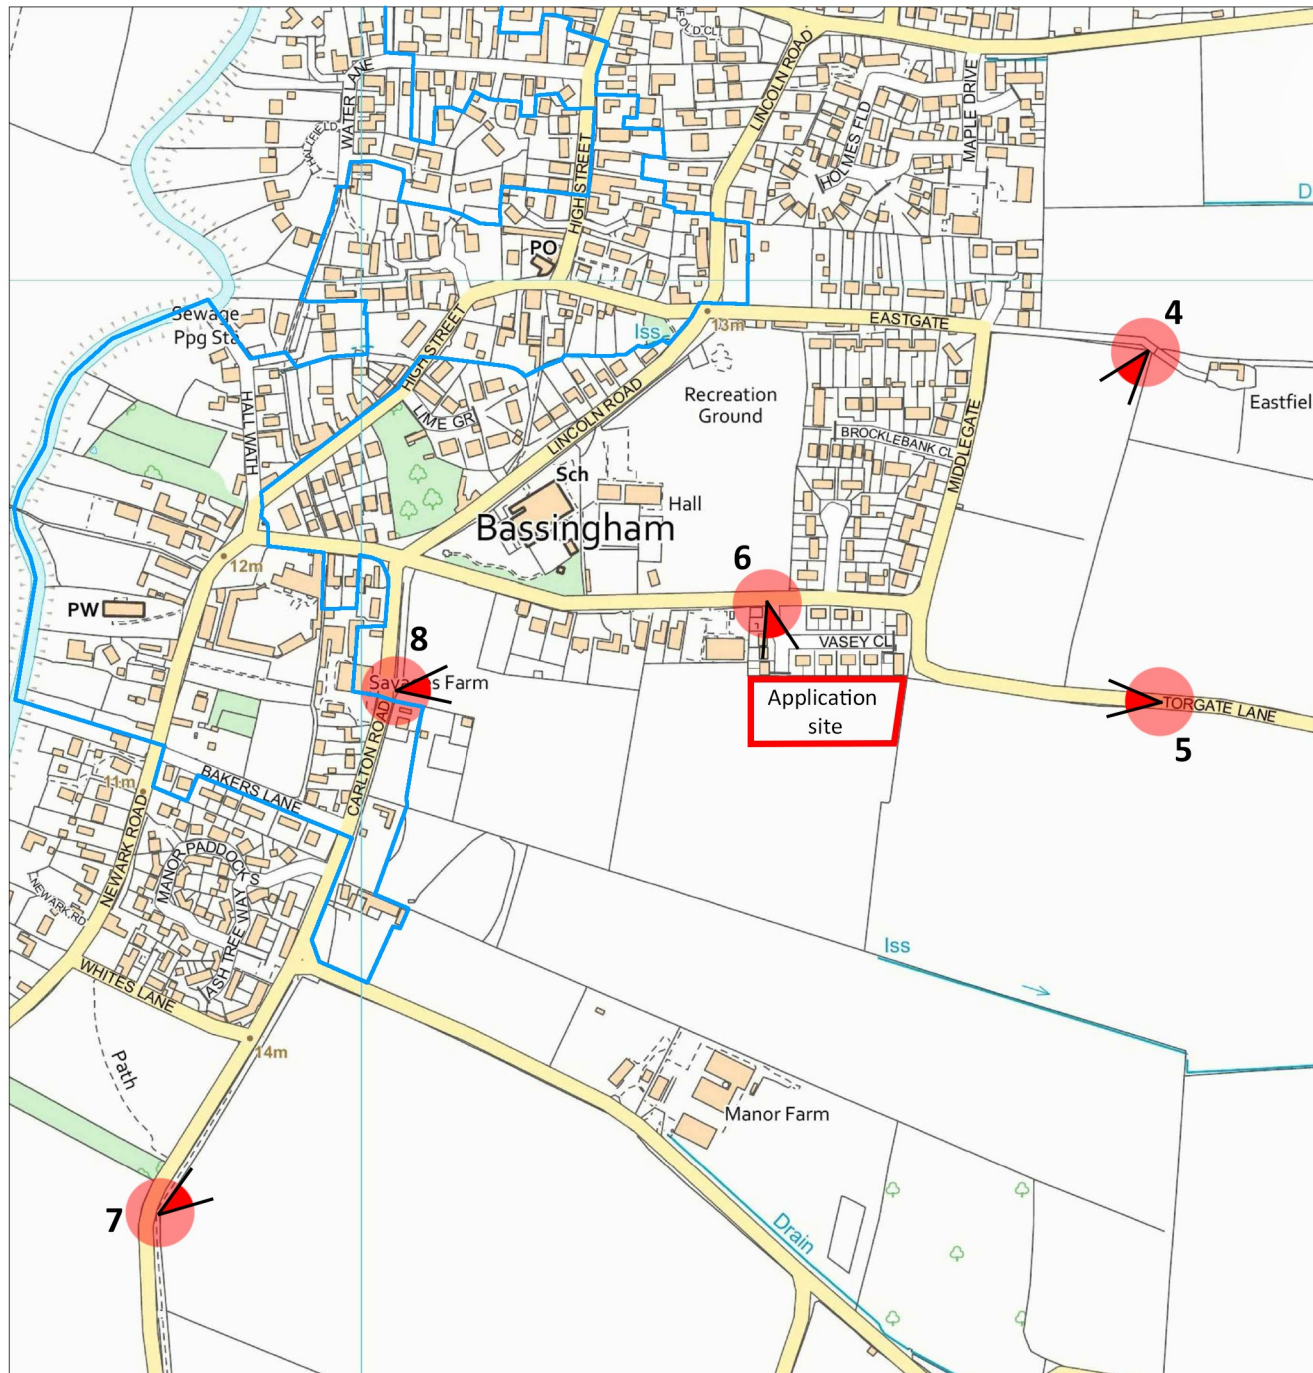 LINCOLN ROAD
WATER LANE
HOLMES FLD
MAPLE DRIVE
HIGH STREET
D
PO
Sewage
Ppg Sta
HIGH STREET
Iss
13m
EASTGATE
4
Recreation
Ground
Eastfiel
HALL WATH
LIME GR
LINCOLN ROAD
BROCKLEBANK CL
MIDDLEGATE
Sch
Hall
Bassingham
12m
6
PW
8
VASEY CL
Savages Farm
Application
site
TORGATE LANE
5
CARLTON ROAD
BAKERS LANE
11m
NEWARK ROAD
MANOR PADDOCKS
NEWARK RD
ASH TREE WAY
WHITES LANE
Iss
14m
Path
Manor Farm
7
Drain